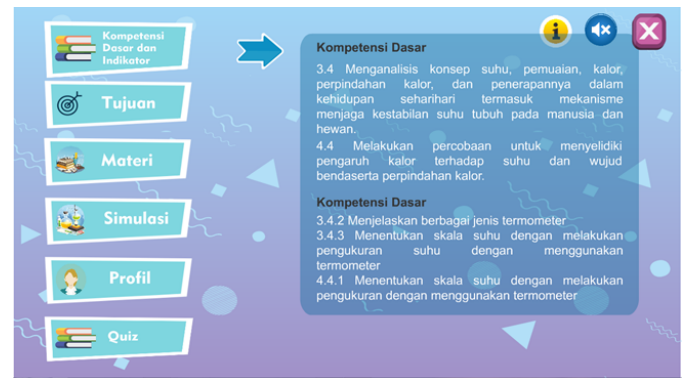 Kompetensi
Dasar dan
Indikator
Tujuan
Materi
Simulasi
Profil
Quiz
i
X
Kompetensi Dasar
3.4 Menganalisis konsep suhu, pemuaian, kalor,
perpindahan kalor, dan penerapannya dalam
kehidupan seharihari termasuk mekanisme
menjaga kestabilan suhu tubuh pada manusia dan
hewan.
4.4 Melakukan percobaan untuk menyelidiki
pengaruh kalor terhadap suhu dan wujud
bendaserta perpindahan kalor.
Kompetensi Dasar
3.4.2 Menjelaskan berbagai jenis termometer
3.4.3 Menentukan skala suhu dengan melakukan
pengukuran suhu dengan menggunakan
termometer
4.4.1 Menentukan skala suhu dengan melakukan
pengukuran dengan menggunakan termometer